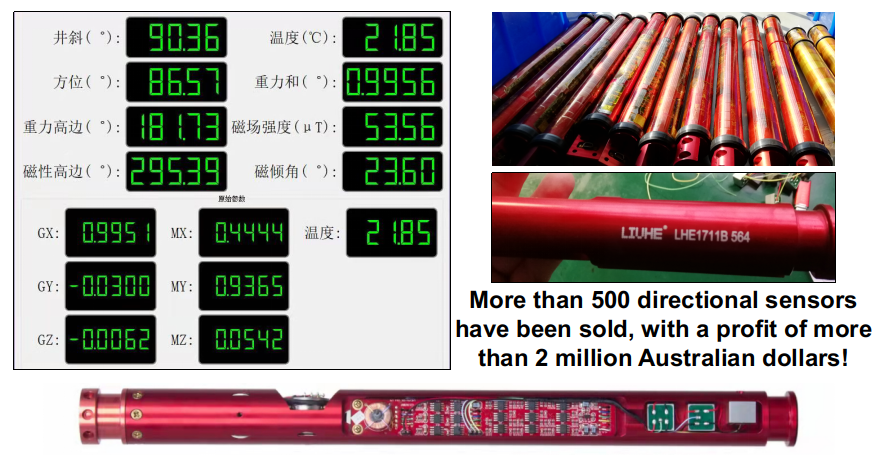 井斜( °): 90.36 温度(℃): 21.85
方位( °): 86.57 重力和( °): 0.9956
重力高边( °): 181.73 磁场强度(μT): 53.56
磁性高边( °): 295.39 磁倾角( °): 23.60
原始参数
GX: 0.9951 MX: 0.4444 温度: 21.85
GY: -0.0300 MY: 0.9365
GZ: -0.0062 MZ: 0.0542
LIUHE® LHE1711B 564
More than 500 directional sensors
have been sold, with a profit of more
than 2 million Australian dollars!